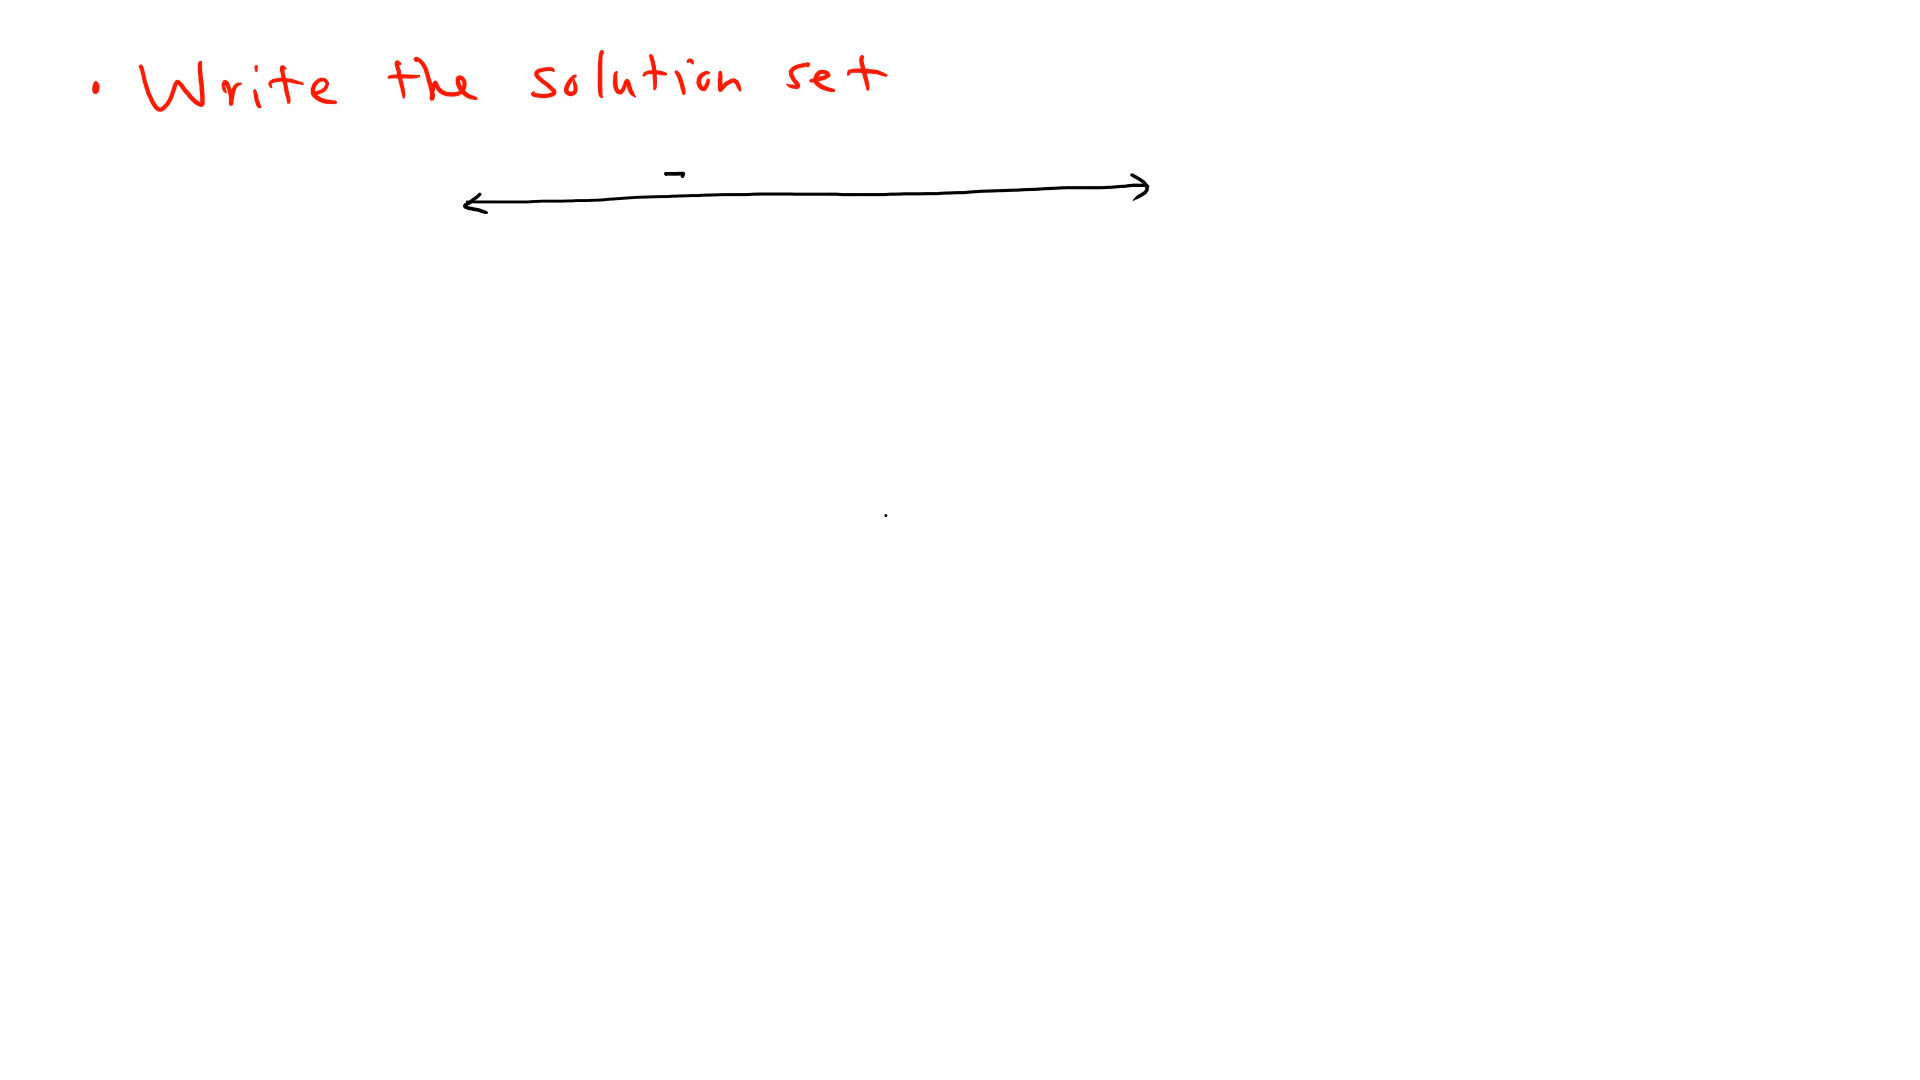 • Write the solution set
-